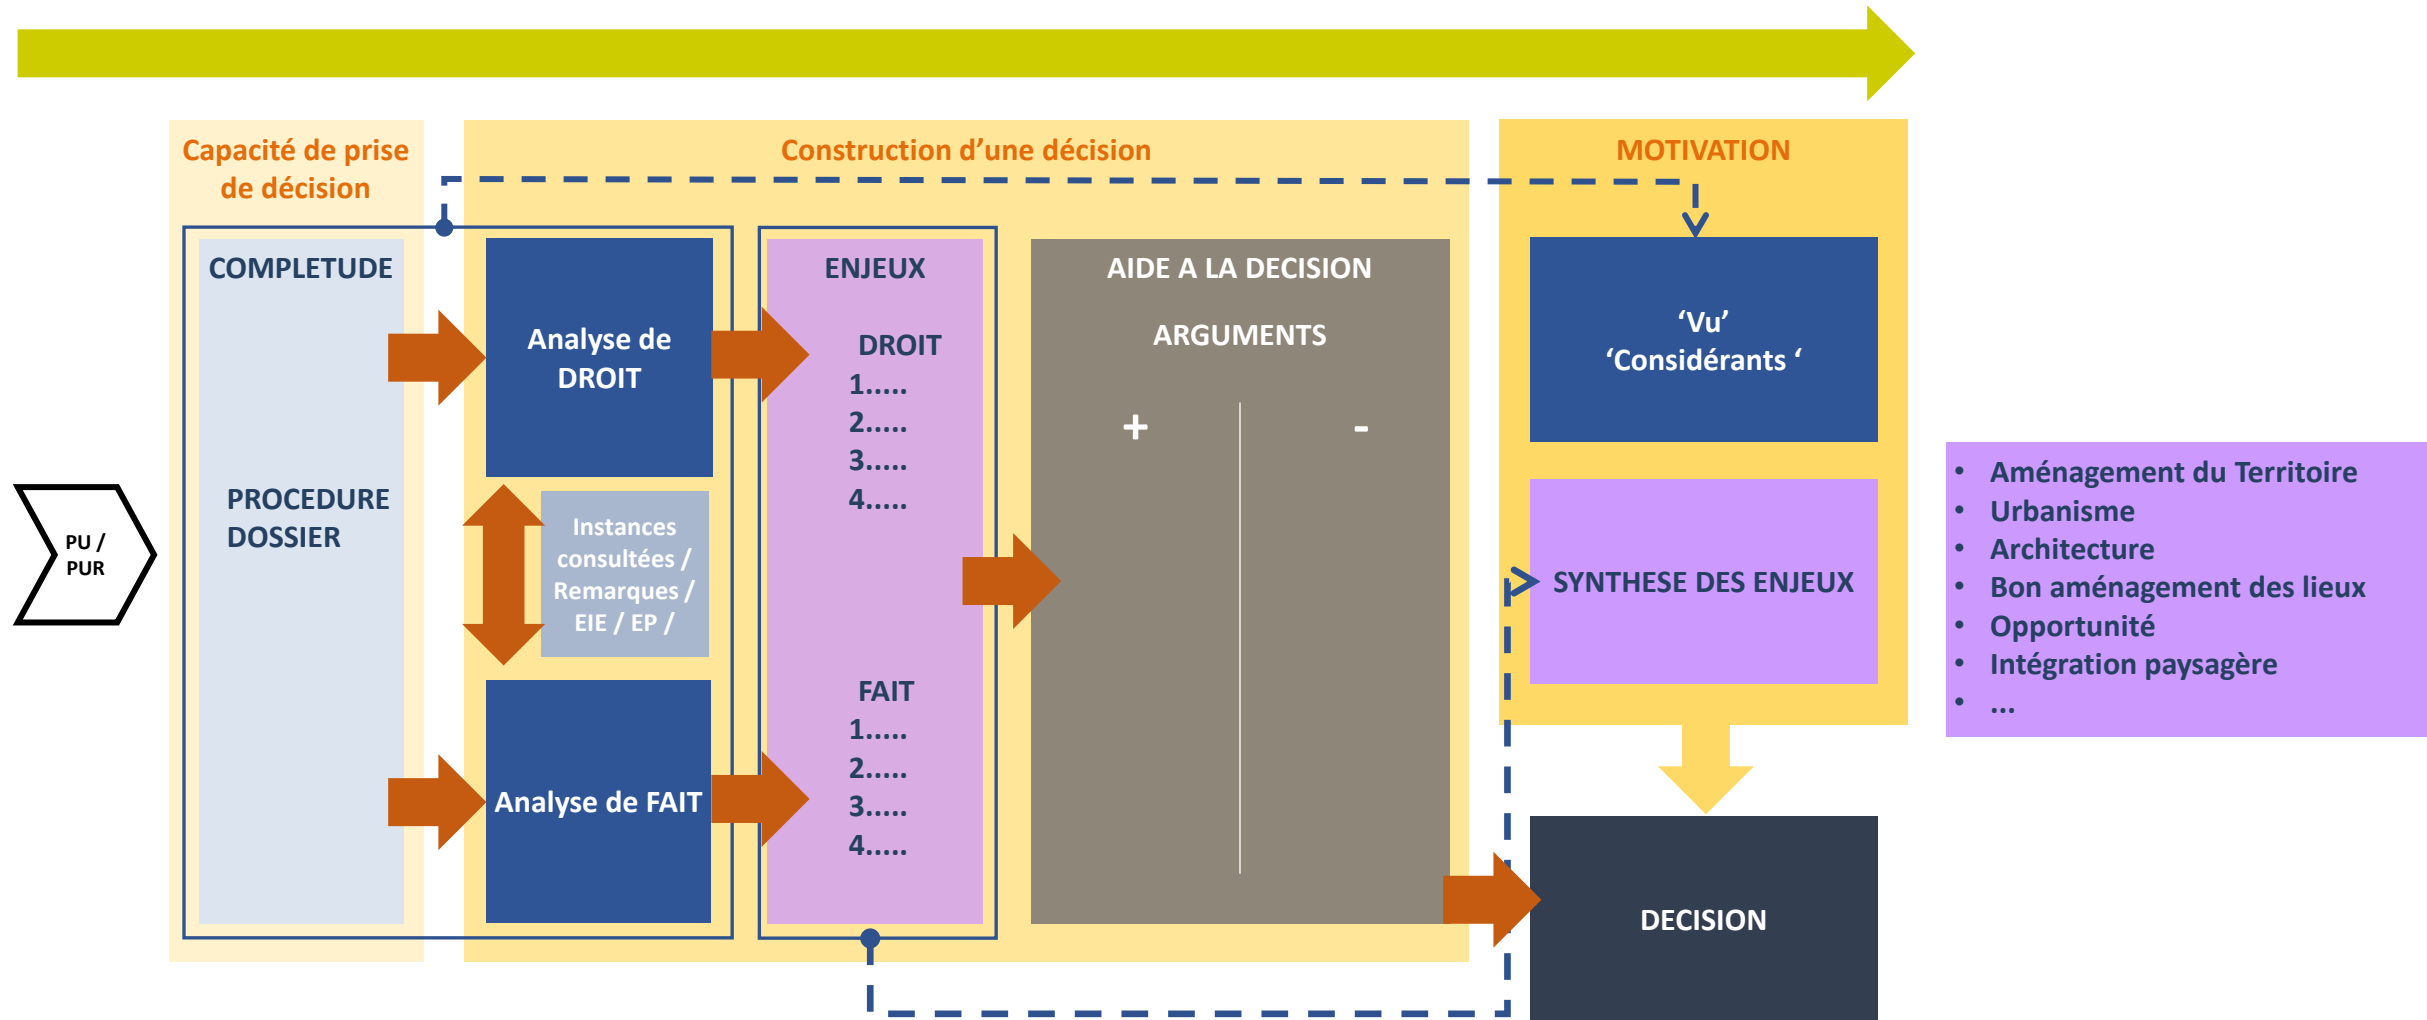 Capacité de prise
de décision
Construction d’une décision
MOTIVATION
PU /
PUR
COMPLETUDE
PROCEDURE
DOSSIER
Analyse de
DROIT
Instances
consultées /
Remarques /
EIE / EP /
Analyse de FAIT
ENJEUX
DROIT
1.....
2.....
3.....
4.....
FAIT
1.....
2.....
3.....
4.....
AIDE A LA DECISION
ARGUMENTS
+
-
‘Vu’
‘Considérants ‘
SYNTHESE DES ENJEUX
DECISION
• Aménagement du Territoire
• Urbanisme
• Architecture
• Bon aménagement des lieux
• Opportunité
• Intégration paysagère
• ...